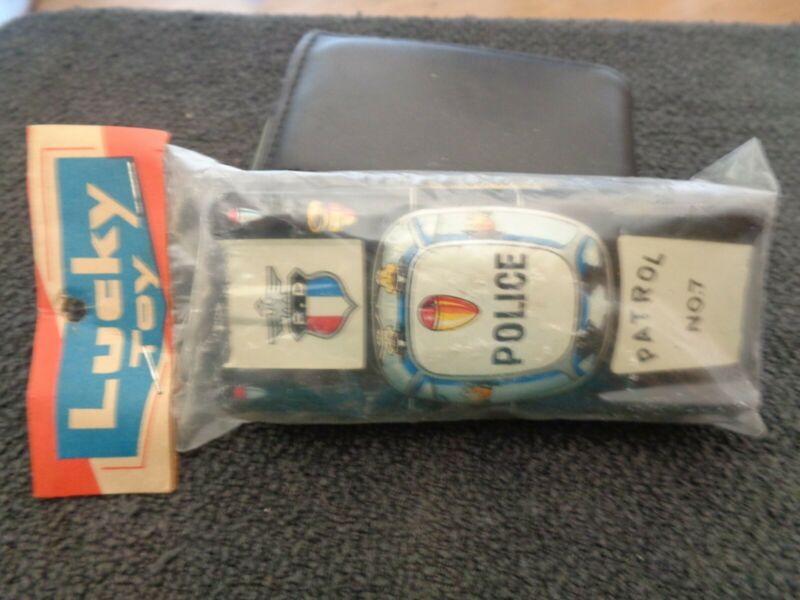 Lucky
Toy
P.D
POLICE
PATROL
NO.7